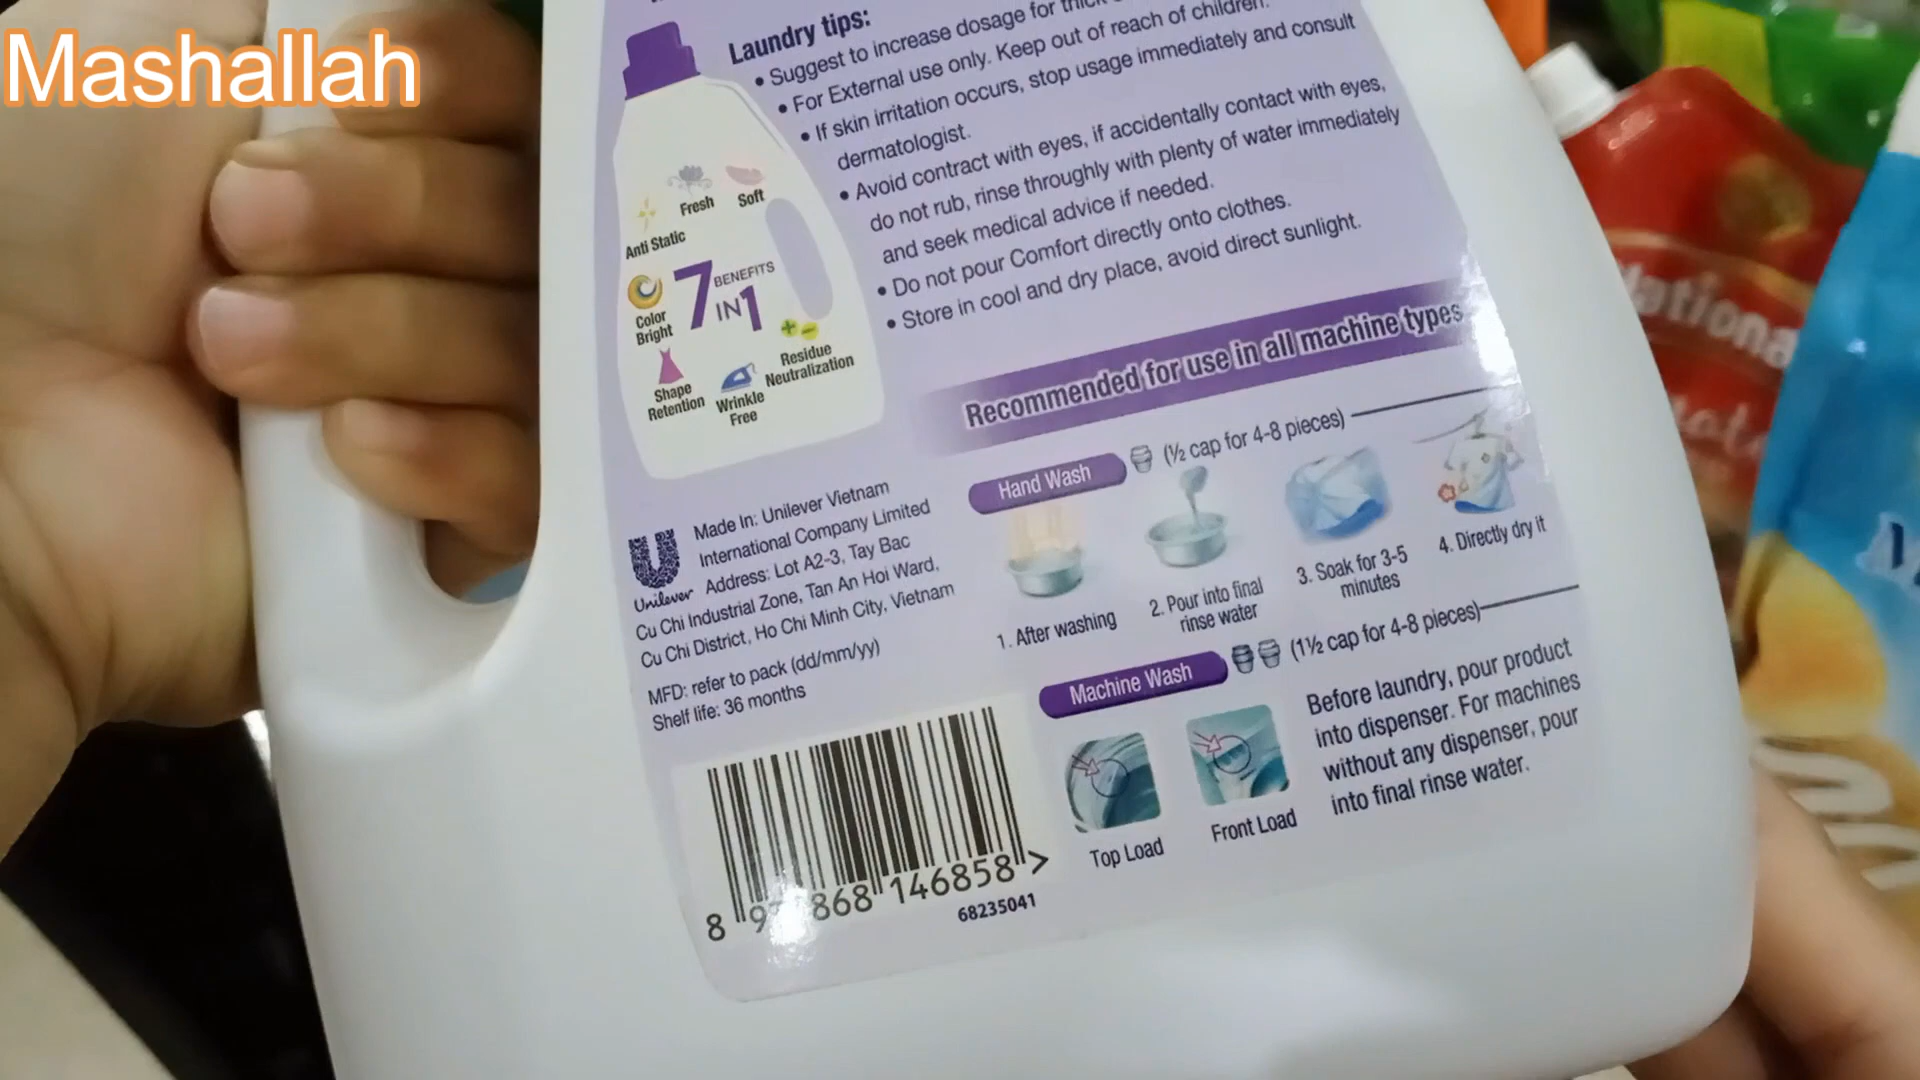 Mashallah
Laundry tips:
• Suggest to increase dosage for thick
• For External use only. Keep out of reach of children.
• If skin irritation occurs, stop usage immediately and consult
dermatologist.
• Avoid contract with eyes, if accidentally contact with eyes,
do not rub, rinse throughly with plenty of water immediately
and seek medical advice if needed.
• Do not pour Comfort directly onto clothes.
• Store in cool and dry place, avoid direct sunlight.
Fresh
Soft
Anti Static
7 IN 1
BENEFITS
Color
Bright
Shape
Retention
Wrinkle
Free
Residue
Neutralization
Recommended for use in all machine types
Hand Wash (½ cap for 4-8 pieces)
1. After washing
2. Pour into final
rinse water
3. Soak for 3-5
minutes
4. Directly dry it
Machine Wash (1½ cap for 4-8 pieces)
Top Load
Front Load
Before laundry, pour product
into dispenser. For machines
without any dispenser, pour
into final rinse water.
Unilever
Made In: Unilever Vietnam
International Company Limited
Address: Lot A2-3, Tay Bac
Cu Chi Industrial Zone, Tan An Hoi Ward,
Cu Chi District, Ho Chi Minh City, Vietnam
MFD: refer to pack (dd/mm/yy)
Shelf life: 36 months
868 146858 >
68235041